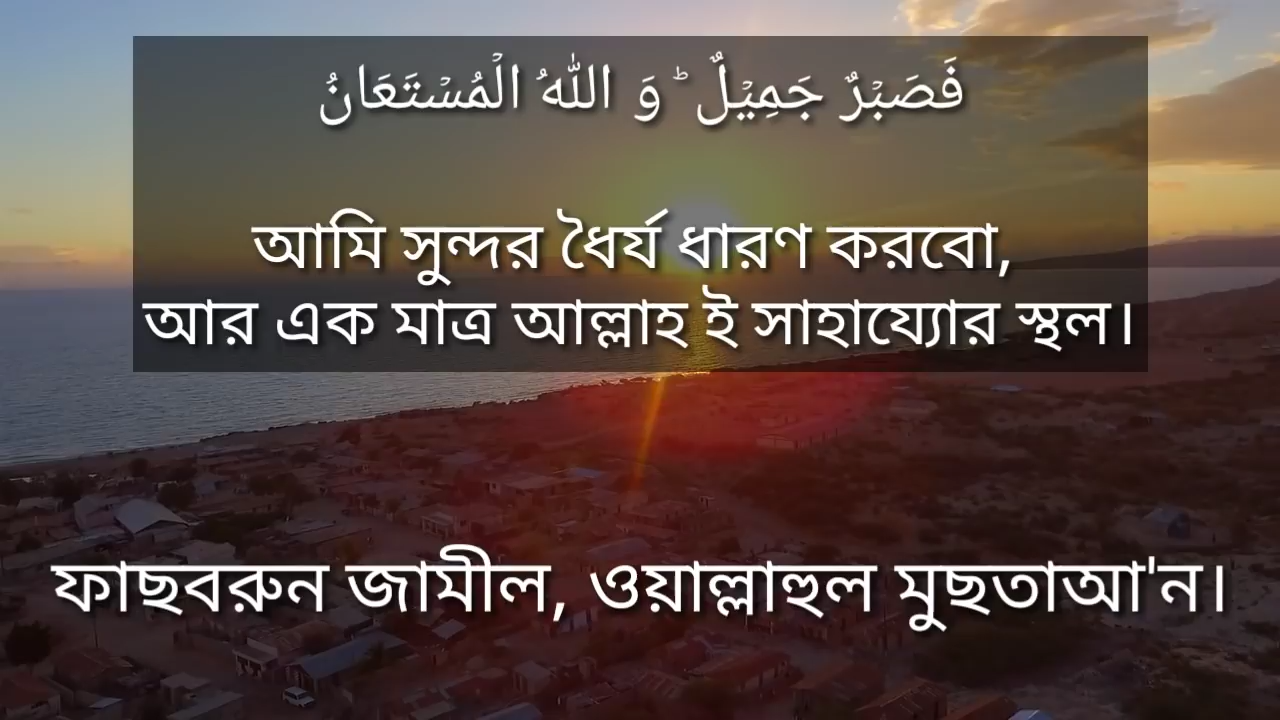 فَصَبۡرٌ جَمِیۡلٌ ؕ وَ اللّٰهُ الۡمُسۡتَعَانُ
আমি সুন্দর ধৈর্য ধারণ করবো,
আর এক মাত্র আল্লাহ ই সাহায্যের স্থল।
ফাছবরুন জামীল, ওয়াল্লাহুল মুছতাআ'ন।